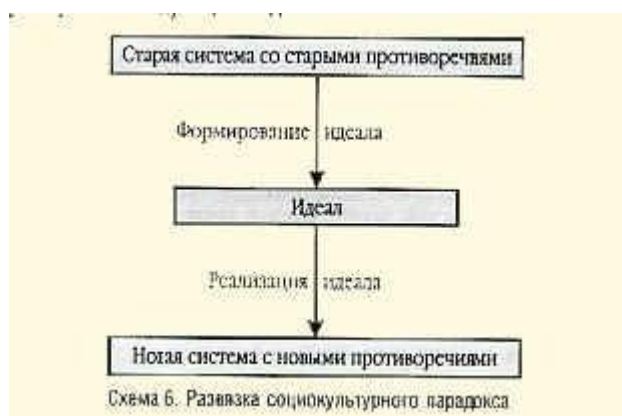 Старая система со старыми противоречиями
Формирование идеала
Идеал
Реализация идеала
Новая система с новыми противоречиями
Схема 6. Развязка социокультурного парадокса